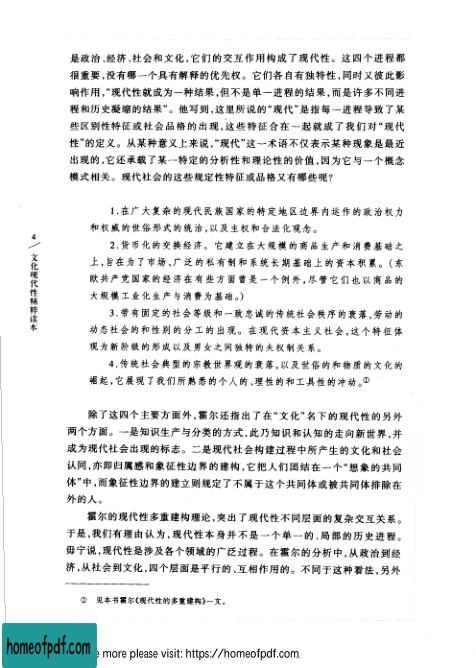 是政治、经济、社会和文化,它们的交互作用构成了现代性。这四个进程都
很重要,没有哪一个具有解释的优先权。它们各自有独特性,同时又彼此影
响作用,“现代性就成为一种结果,但不是单一进程的结果,而是许多不同进
程和历史凝缩的结果”。他写到,这里所说的“现代”是指每一进程导致了某
些区别性特征或社会品格的出现,这些特征合在一起就成了我们对“现代
性”的定义。从某种意义上来说,“现代”这一术语不仅表示某种现象是最近
出现的,它还承载了某一特定的分析性和理论性的价值,因为它与一个概念
模式相关。现代社会的这些规定性特征或品格又有哪些呢?
1.在广大复杂的现代民族国家的特定地区边界内运作的政治权力
和权威的世俗形式的统治,以及主权和合法化观念。
2.货币化的交换经济。它建立在大规模的商品生产和消费基础之
上,旨在为了市场、广泛的私有制和系统长期基础上的资本积累。(东
欧共产党国家的经济在有些方面曾是一个例外,尽管它们也以商品的
大规模工业化生产与消费为基础。)
3.带有固定的社会等级和一致忠诚的传统社会秩序的衰落,劳动的
动态社会的和性别的分工的出现。在现代资本主义社会,这个特征体
现为新阶级的形成以及男女之间独特的夫权制关系。
4.传统社会典型的宗教世界观的衰落,以及世俗的和物质的文化的
崛起,它展现了我们所熟悉的个人的、理性的和工具性的冲动。①
除了这四个主要方面外,霍尔还指出了在“文化”名下的现代性的另外
两个方面。一是知识生产与分类的方式,此乃知识和认知的走向新世界,并
成为现代社会出现的标志。二是现代社会构建过程中所产生的文化和社会
认同,亦即归属感和象征性边界的建构,它把人们团结在一个“想象的共同
体”中,而象征性边界的建立则规定了不属于这个共同体或被共同体排除在
外的人。
霍尔的现代性多重建构理论,突出了现代性不同层面的复杂交互关系。
于是,我们有理由认为,现代性本身并不是一个单一的、局部的历史进程。
毋宁说,现代性是涉及各个领域的广泛过程。在霍尔的分析中,从政治到经
济,从社会到文化,四个层面是平行的、互相作用的。不同于这种看法,另外
① 见本书霍尔《现代性的多重建构》一文。
4
文化现代性精粹读本
homeofpdf.com
e more please visit: https://homeofpdf.com